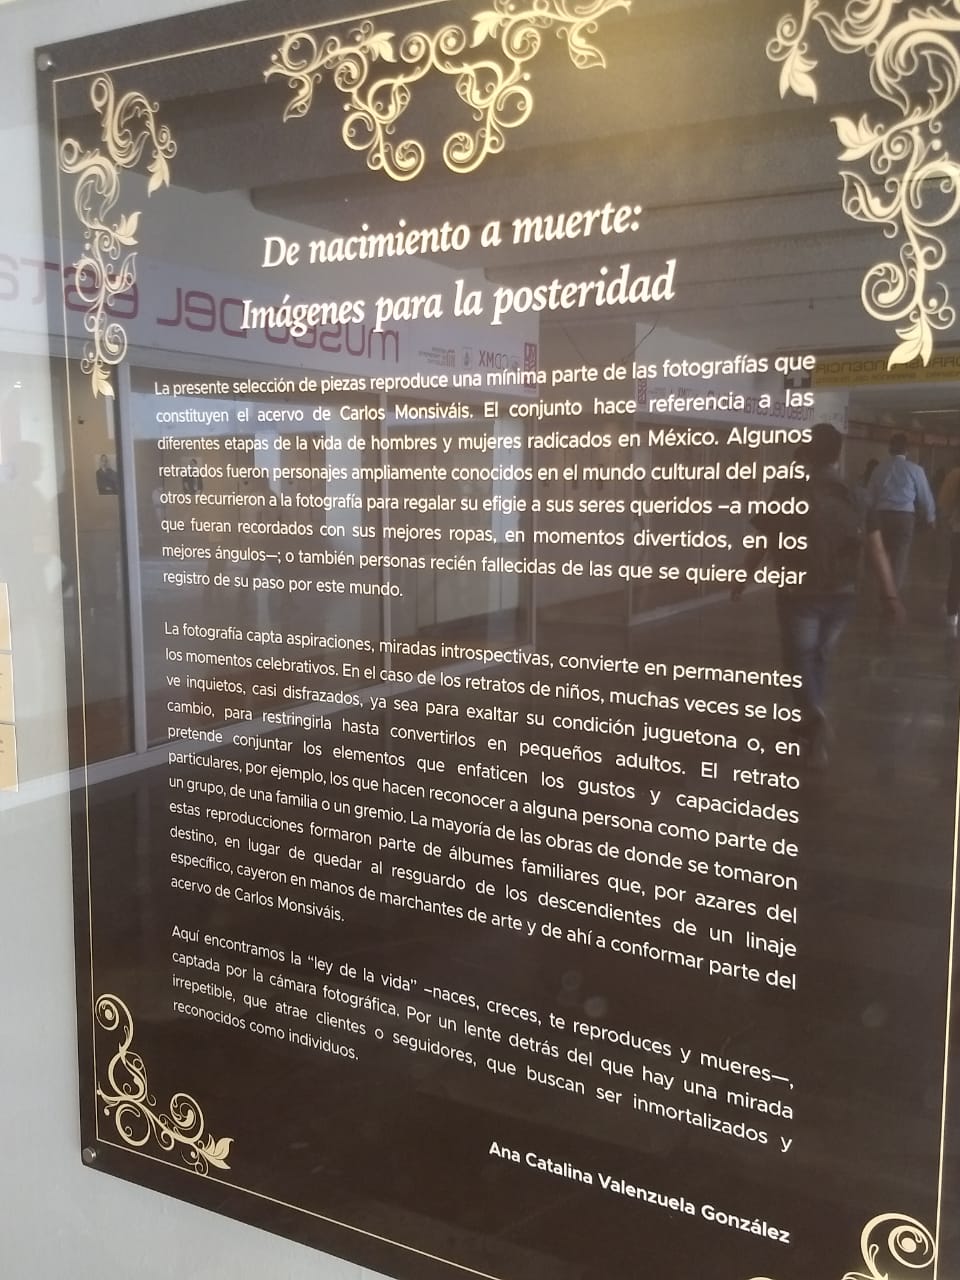 De nacimiento a muerte:
Imágenes para la posteridad
La presente selección de piezas reproduce una mínima parte de las fotografías que
constituyen el acervo de Carlos Monsiváis. El conjunto hace referencia a las
diferentes etapas de la vida de hombres y mujeres radicados en México. Algunos
retratados fueron personajes ampliamente conocidos en el mundo cultural del país,
otros recurrieron a la fotografía para regalar su efigie a sus seres queridos –a modo
que fueran recordados con sus mejores ropas, en momentos divertidos, en los
mejores ángulos—; o también personas recién fallecidas de las que se quiere dejar
registro de su paso por este mundo.
La fotografía capta aspiraciones, miradas introspectivas, convierte en permanentes
los momentos celebrativos. En el caso de los retratos de niños, muchas veces se los
ve inquietos, casi disfrazados, ya sea para exaltar su condición juguetona o, en
cambio, para restringirla hasta convertirlos en pequeños adultos. El retrato
pretende conjuntar los elementos que enfaticen los gustos y capacidades
particulares, por ejemplo, los que hacen reconocer a alguna persona como parte de
un grupo, de una familia o un gremio. La mayoría de las obras de donde se tomaron
estas reproducciones formaron parte de álbumes familiares que, por azares del
destino, en lugar de quedar al resguardo de los descendientes de un linaje
específico, cayeron en manos de marchantes de arte y de ahí a conformar parte del
acervo de Carlos Monsiváis.
Aquí encontramos la “ley de la vida” –naces, creces, te reproduces y mueres—,
captada por la cámara fotográfica. Por un lente detrás del que hay una mirada
irrepetible, que atrae clientes o seguidores, que buscan ser inmortalizados y
reconocidos como individuos.
Ana Catalina Valenzuela González
MUSEO DEL ESTA
CDMX